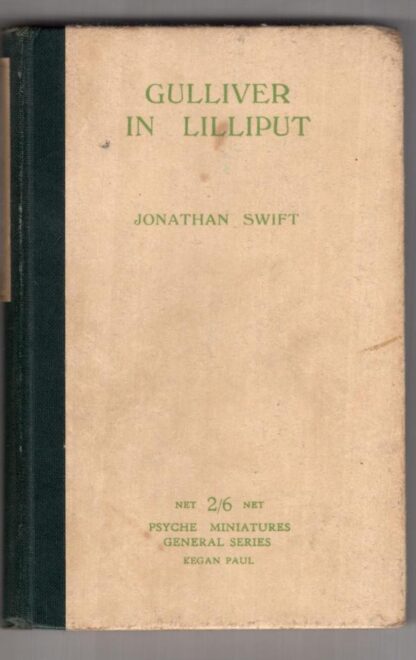 GULLIVER
IN LILLIPUT
JONATHAN SWIFT
NET 2/6 NET
PSYCHE MINIATURES
GENERAL SERIES
KEGAN PAUL